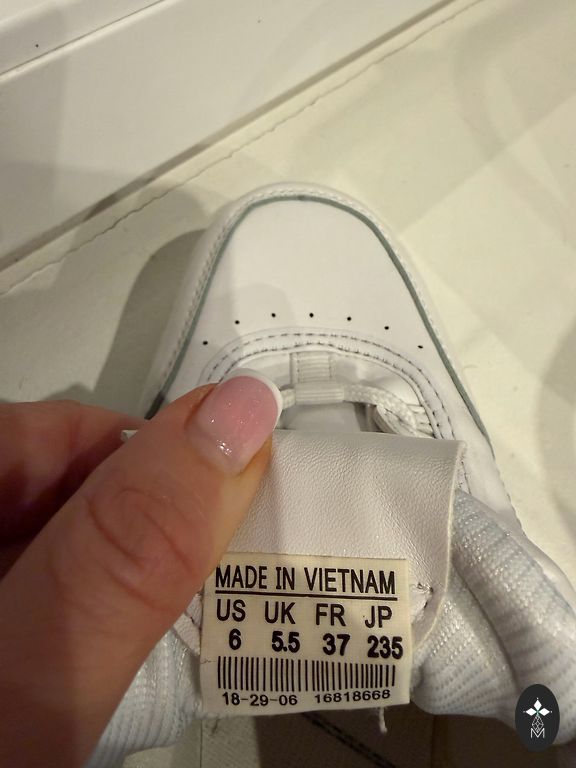 MADE IN VIETNAM
US UK FR JP
6 5.5 37 235
18-29-06 16818668
M